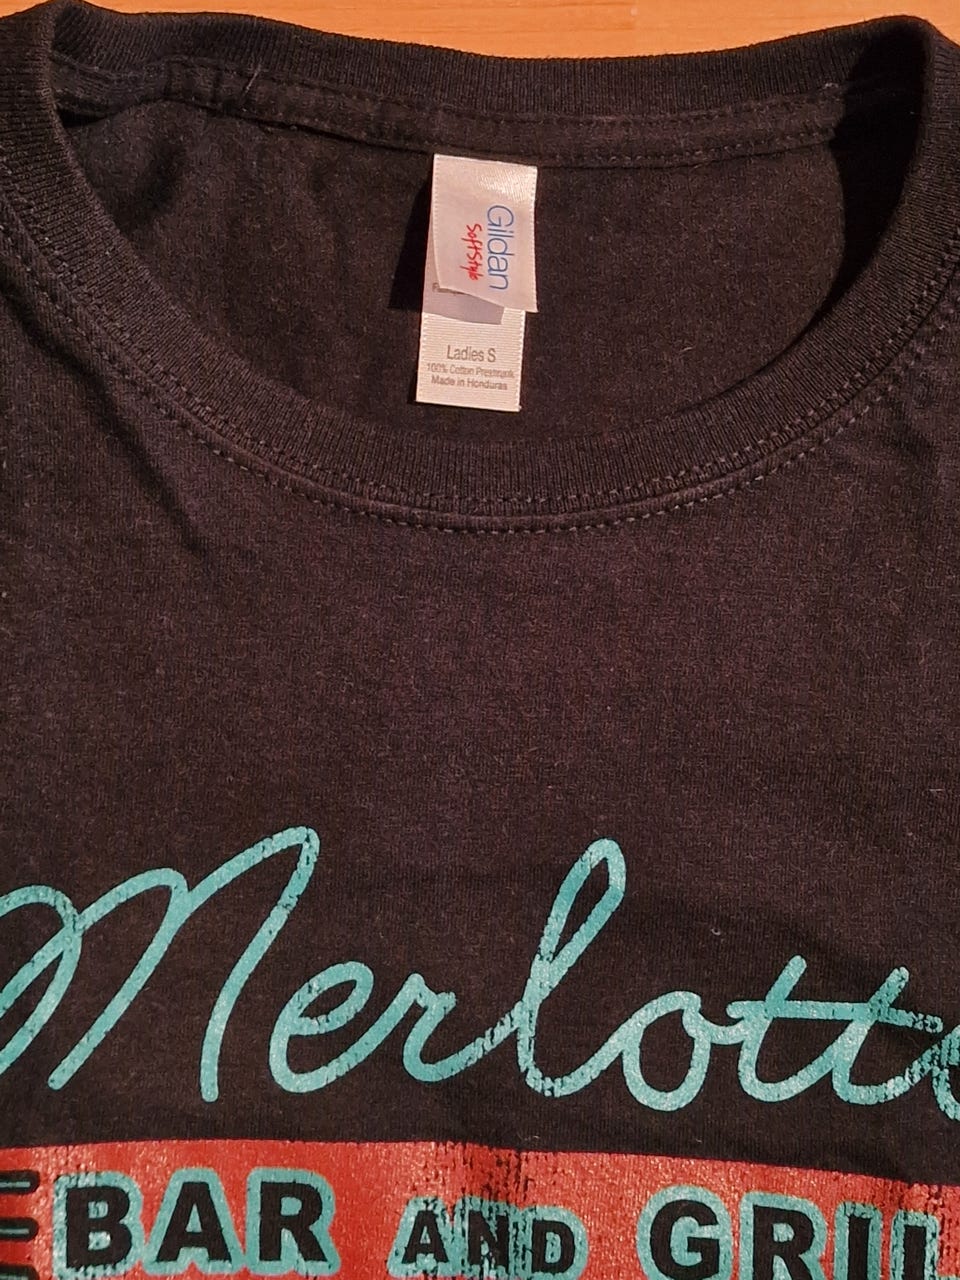 Gildan
SoftStyle
Ladies S
100% Cotton Preshrunk
Made in Honduras
Merlotte
BAR AND GRIL